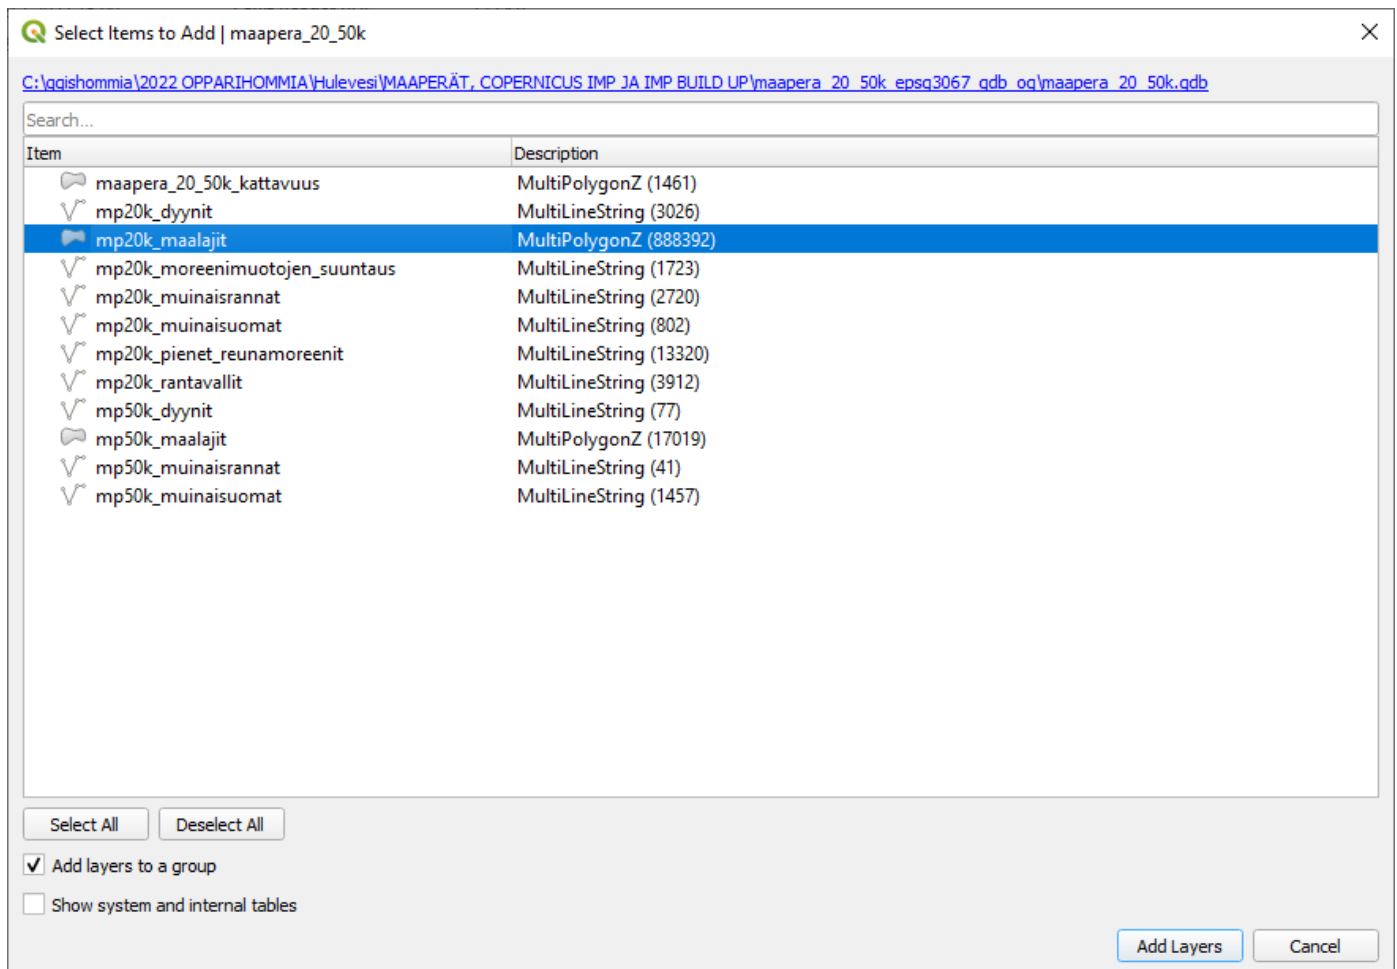 Select Items to Add | maapera_20_50k
C:\qgishommia\2022 OPPARIHOMMIA\Hulevesi\MAAPERÄT, COPERNICUS IMP JA IMP BUILD UP\maapera_20_50k_epsg3067_gdb_og\maapera_20_50k.gdb
Search...
Item Description
maapera_20_50k_kattavuus MultiPolygonZ (1461)
mp20k_dyynit MultiLineString (3026)
mp20k_maalajit MultiPolygonZ (888392)
mp20k_moreenimuotojen_suuntaus MultiLineString (1723)
mp20k_muinaisrannat MultiLineString (2720)
mp20k_muinaisuomat MultiLineString (802)
mp20k_pienet_reunamoreenit MultiLineString (13320)
mp20k_rantavallit MultiLineString (3912)
mp50k_dyynit MultiLineString (77)
mp50k_maalajit MultiPolygonZ (17019)
mp50k_muinaisrannat MultiLineString (41)
mp50k_muinaisuomat MultiLineString (1457)
Select All Deselect All
Add layers to a group
Show system and internal tables
Add Layers Cancel